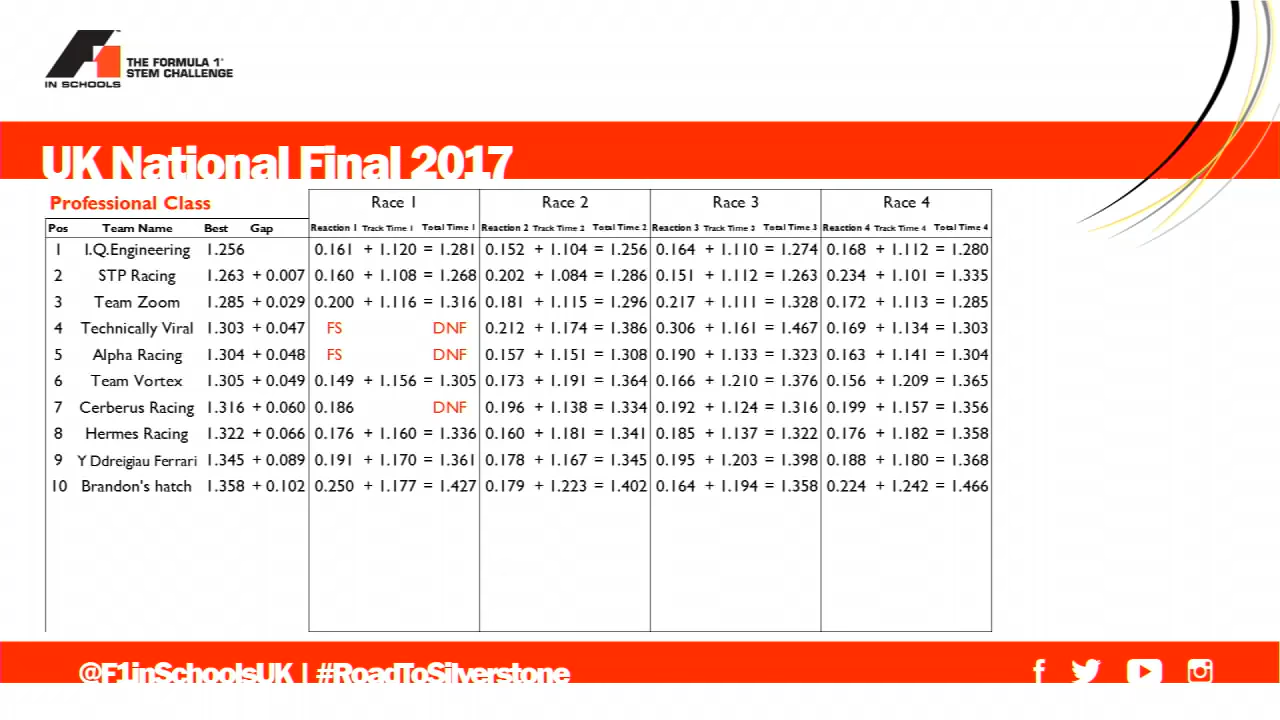 THE FORMULA 1®
STEM CHALLENGE
IN SCHOOLS
UK National Final 2017
Professional Class Race 1 Race 2 Race 3 Race 4
Pos Team Name Best Gap Reaction 1 Track Time 1 Total Time 1 Reaction 2 Track Time 2 Total Time 2 Reaction 3 Track Time 3 Total Time 3 Reaction 4 Track Time 4 Total Time 4
1 I.Q.Engineering 1.256 0.161 + 1.120 = 1.281 0.152 + 1.104 = 1.256 0.164 + 1.110 = 1.274 0.168 + 1.112 = 1.280
2 STP Racing 1.263 + 0.007 0.160 + 1.108 = 1.268 0.202 + 1.084 = 1.286 0.151 + 1.112 = 1.263 0.234 + 1.101 = 1.335
3 Team Zoom 1.285 + 0.029 0.200 + 1.116 = 1.316 0.181 + 1.115 = 1.296 0.217 + 1.111 = 1.328 0.172 + 1.113 = 1.285
4 Technically Viral 1.303 + 0.047 FS DNF 0.212 + 1.174 = 1.386 0.306 + 1.161 = 1.467 0.169 + 1.134 = 1.303
5 Alpha Racing 1.304 + 0.048 FS DNF 0.157 + 1.151 = 1.308 0.190 + 1.133 = 1.323 0.163 + 1.141 = 1.304
6 Team Vortex 1.305 + 0.049 0.149 + 1.156 = 1.305 0.173 + 1.191 = 1.364 0.166 + 1.210 = 1.376 0.156 + 1.209 = 1.365
7 Cerberus Racing 1.316 + 0.060 0.186 DNF 0.196 + 1.138 = 1.334 0.192 + 1.124 = 1.316 0.199 + 1.157 = 1.356
8 Hermes Racing 1.322 + 0.066 0.176 + 1.160 = 1.336 0.160 + 1.181 = 1.341 0.185 + 1.137 = 1.322 0.176 + 1.182 = 1.358
9 Y Ddreigiau Ferrari 1.345 + 0.089 0.191 + 1.170 = 1.361 0.178 + 1.167 = 1.345 0.195 + 1.203 = 1.398 0.188 + 1.180 = 1.368
10 Brandon's hatch 1.358 + 0.102 0.250 + 1.177 = 1.427 0.179 + 1.223 = 1.402 0.164 + 1.194 = 1.358 0.224 + 1.242 = 1.466
@F1inSchoolsUK | #RoadToSilverstone